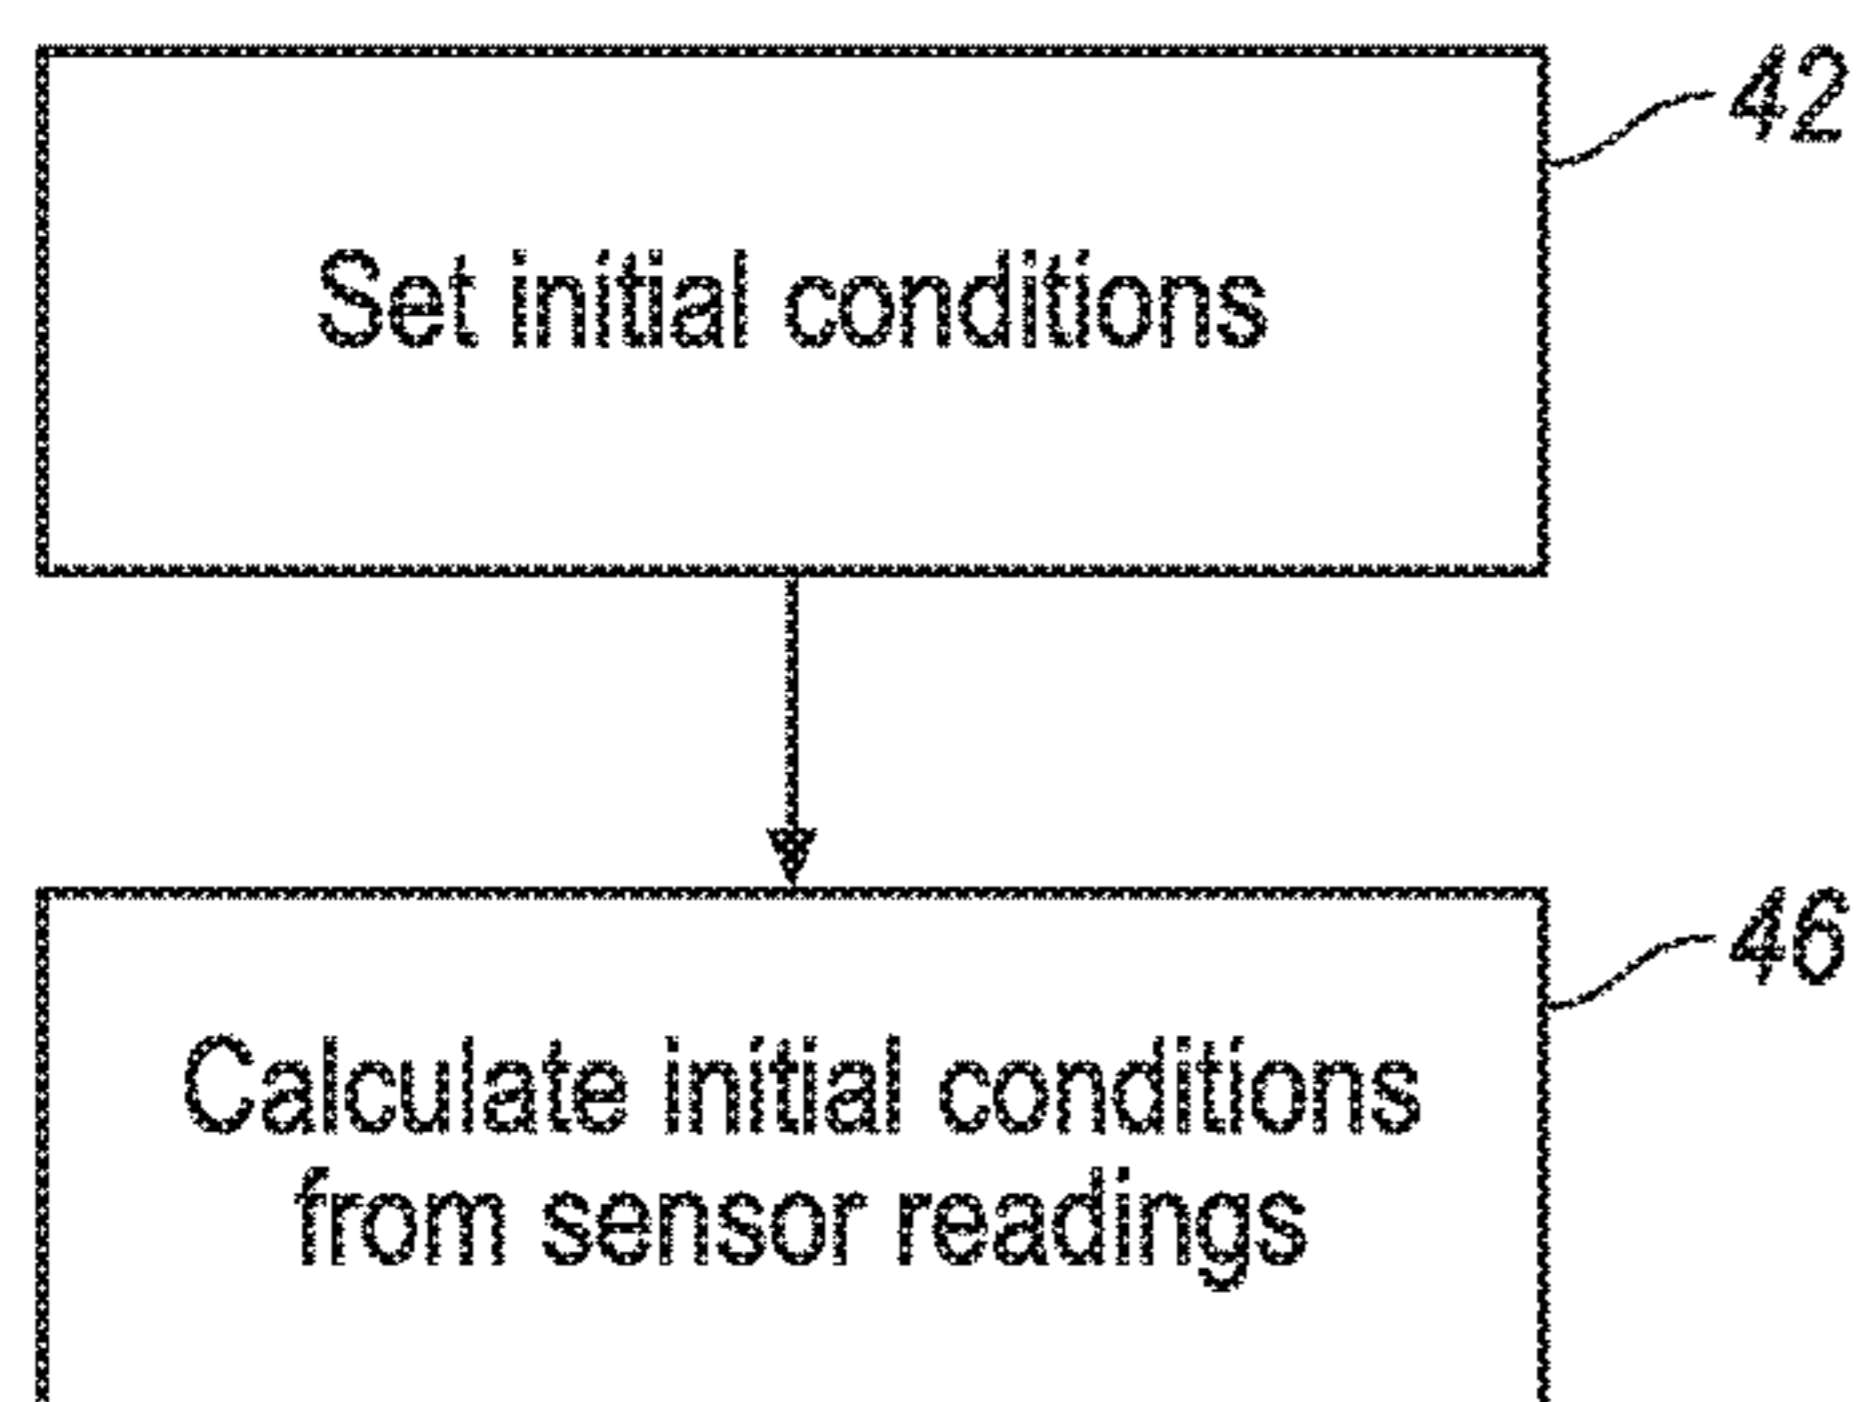 42
Set initial conditions
46
Calculate initial conditions
from sensor readings